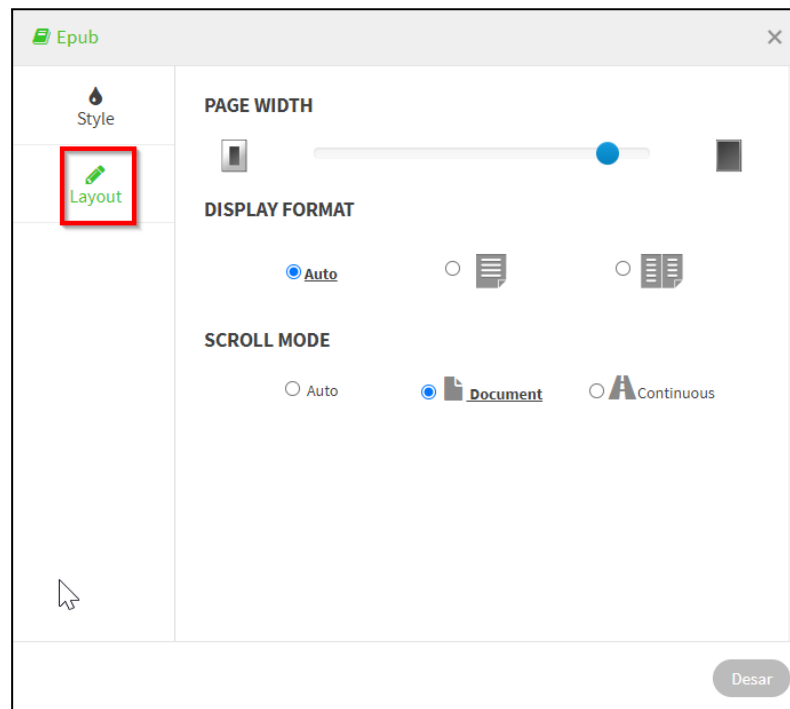 Epub
Style
Layout
PAGE WIDTH
DISPLAY FORMAT
Auto
SCROLL MODE
Auto Document Continuous
Desar